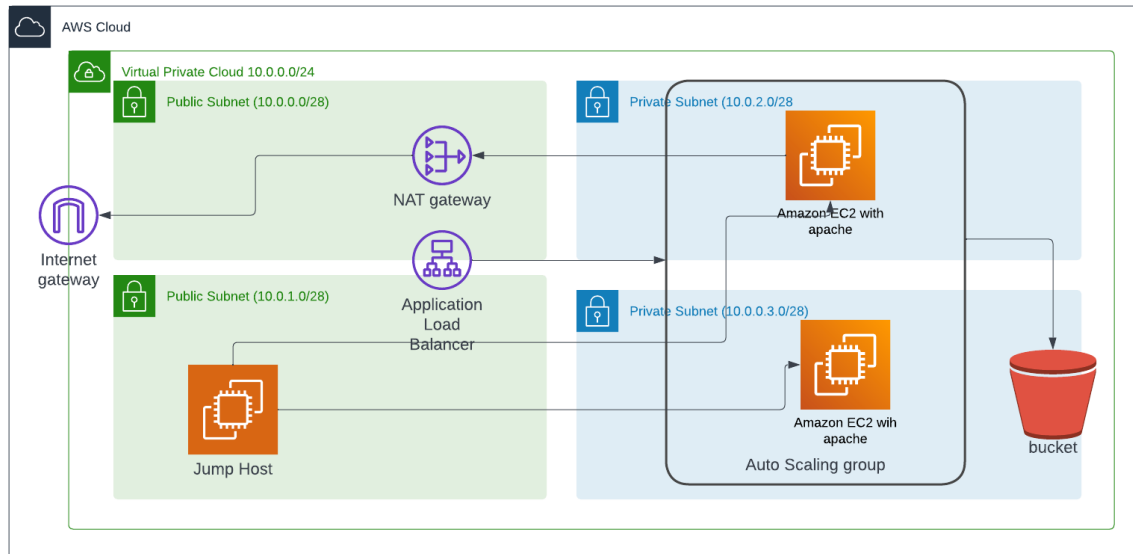 AWS Cloud
Virtual Private Cloud 10.0.0.0/24
Public Subnet (10.0.0.0/28)
Private Subnet (10.0.2.0/28
NAT gateway
Amazon EC2 with
apache
Internet
gateway
Public Subnet (10.0.1.0/28)
Application
Load
Balancer
Private Subnet (10.0.0.3.0/28)
Amazon EC2 wih
apache
Jump Host
Auto Scaling group
bucket